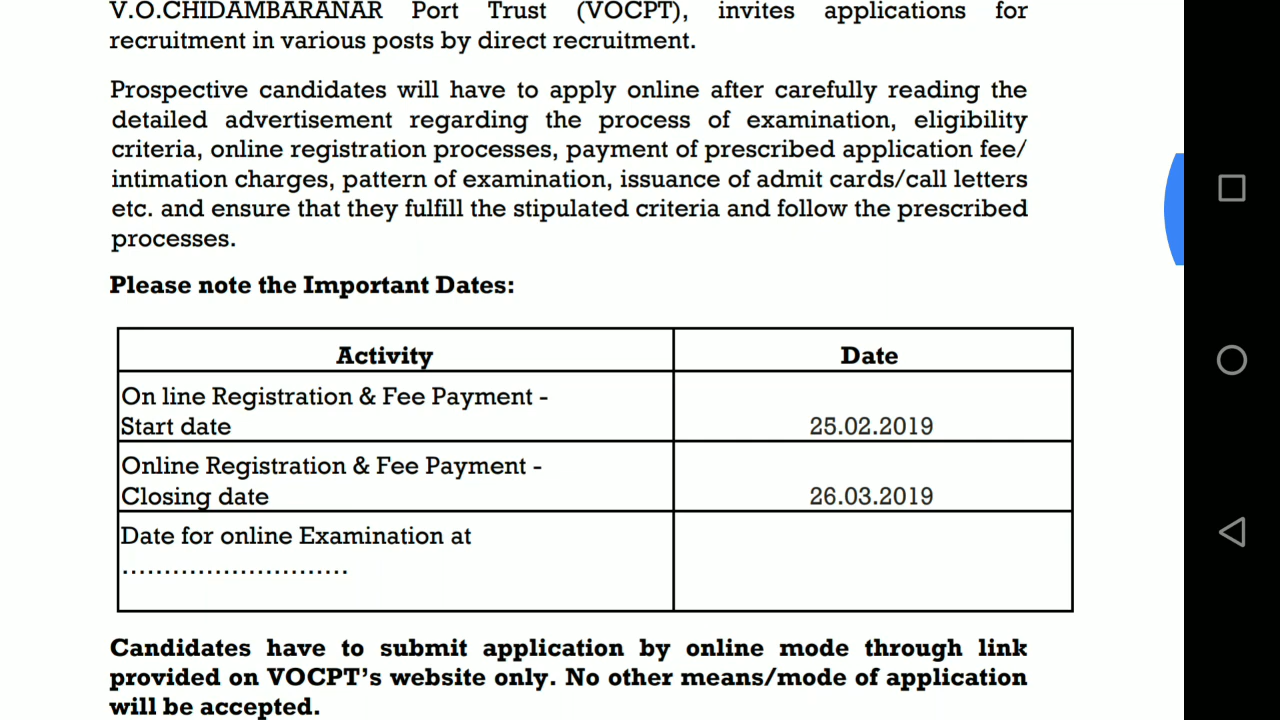 V.O.CHIDAMBARANAR Port Trust (VOCPT), invites applications for
recruitment in various posts by direct recruitment.
Prospective candidates will have to apply online after carefully reading the
detailed advertisement regarding the process of examination, eligibility
criteria, online registration processes, payment of prescribed application fee/
intimation charges, pattern of examination, issuance of admit cards/call letters
etc. and ensure that they fulfill the stipulated criteria and follow the prescribed
processes.
Please note the Important Dates:
Activity Date
On line Registration & Fee Payment -
Start date 25.02.2019
Online Registration & Fee Payment -
Closing date 26.03.2019
Date for online Examination at
...........................
Candidates have to submit application by online mode through link
provided on VOCPT's website only. No other means/mode of application
will be accepted.